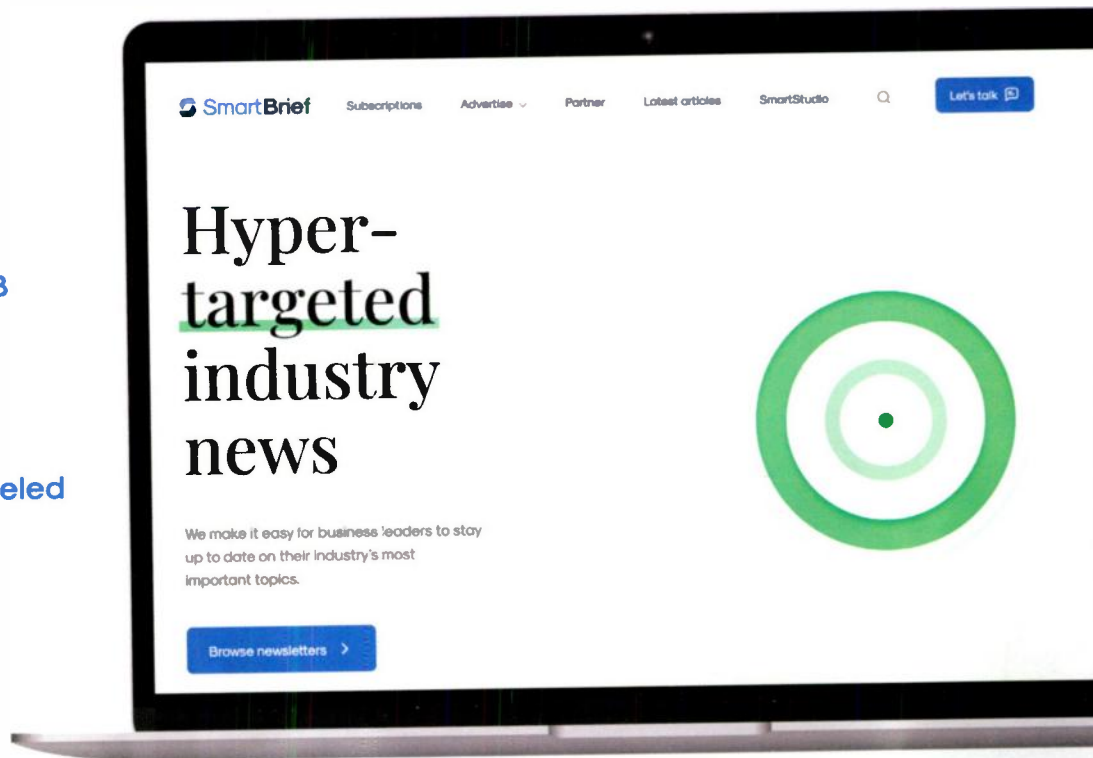 SmartBrief Subscriptions Advertise Partner Latest articles SmartStudio Let's talk
Hyper-
targeted
industry
news
We make it easy for business leaders to stay
up to date on their industry's most
important topics.
Browse newsletters
eled